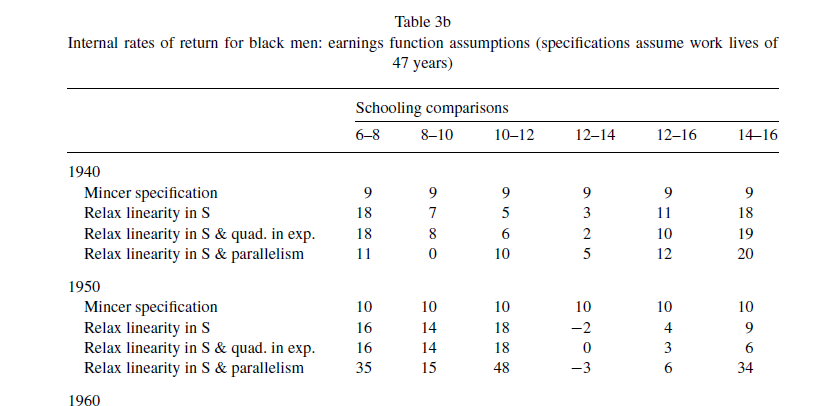 Table 3b
Internal rates of return for black men: earnings function assumptions (specifications assume work lives of
47 years)
Schooling comparisons
6–8 8–10 10–12 12–14 12–16 14–16
1940
Mincer specification 9 9 9 9 9 9
Relax linearity in S 18 7 5 3 11 18
Relax linearity in S & quad. in exp. 18 8 6 2 10 19
Relax linearity in S & parallelism 11 0 10 5 12 20
1950
Mincer specification 10 10 10 10 10 10
Relax linearity in S 16 14 18 −2 4 9
Relax linearity in S & quad. in exp. 16 14 18 0 3 6
Relax linearity in S & parallelism 35 15 48 −3 6 34
1960